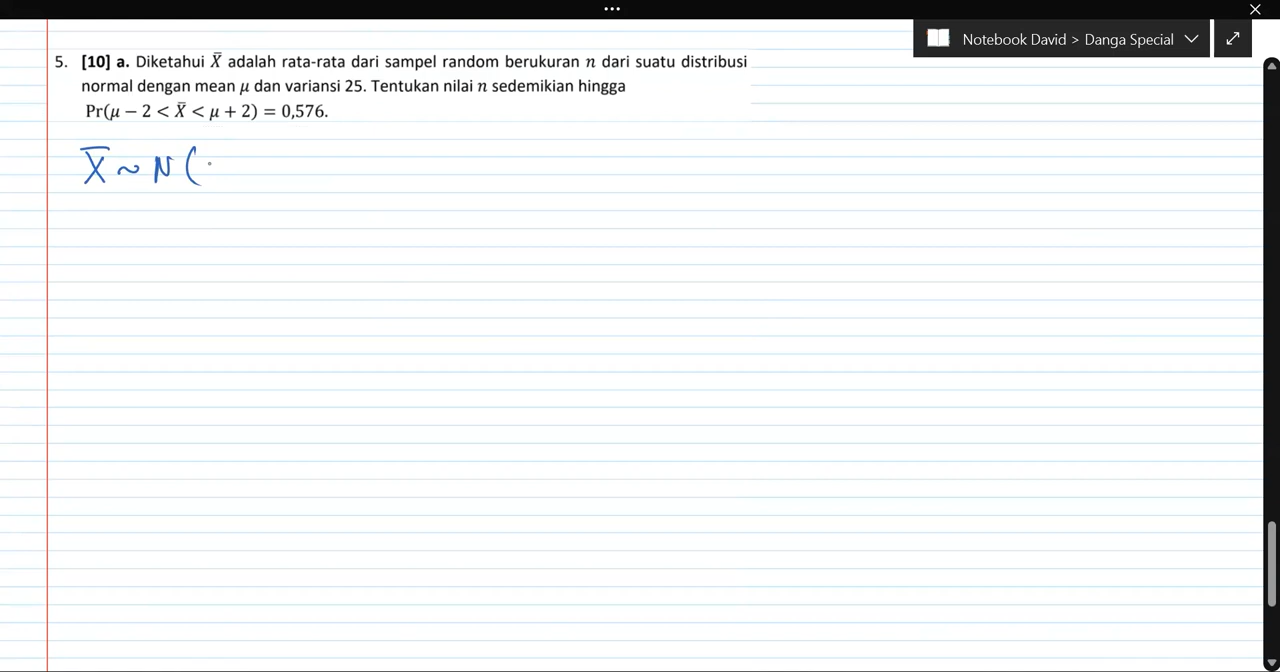 Notebook David > Danga Special
5. [10] a. Diketahui X̄ adalah rata-rata dari sampel random berukuran n dari suatu distribusi
normal dengan mean μ dan variansi 25. Tentukan nilai n sedemikian hingga
Pr(μ − 2 < X̄ < μ + 2) = 0,576.
X̄ ~ N (